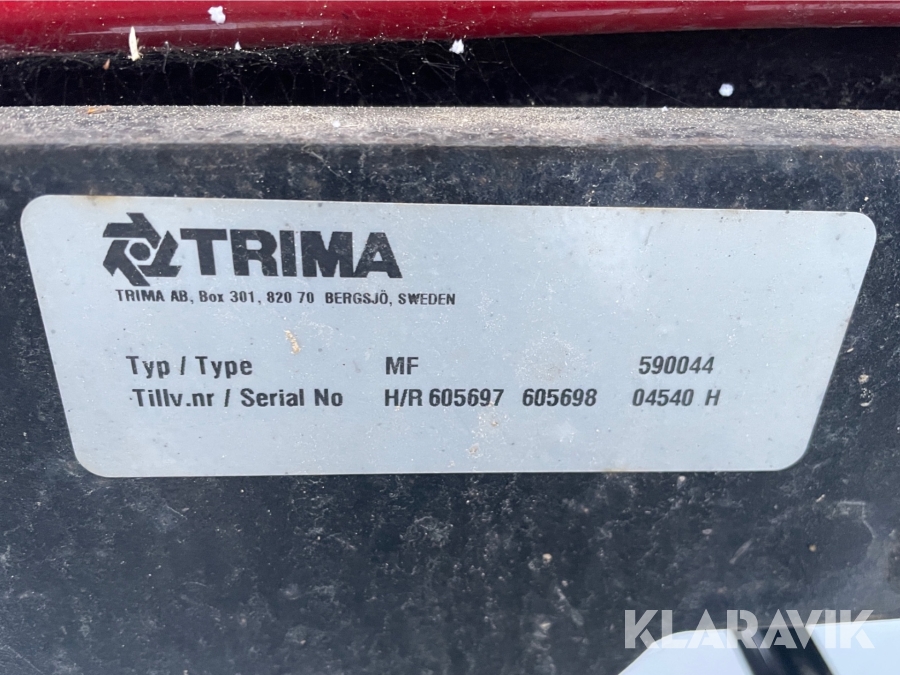 TRIMA
TRIMA AB, Box 301, 820 70 BERGSJÖ, SWEDEN
Typ / Type MF 590044
Tillv.nr / Serial No H/R 605697 605698 04540 H
KLARAVIK